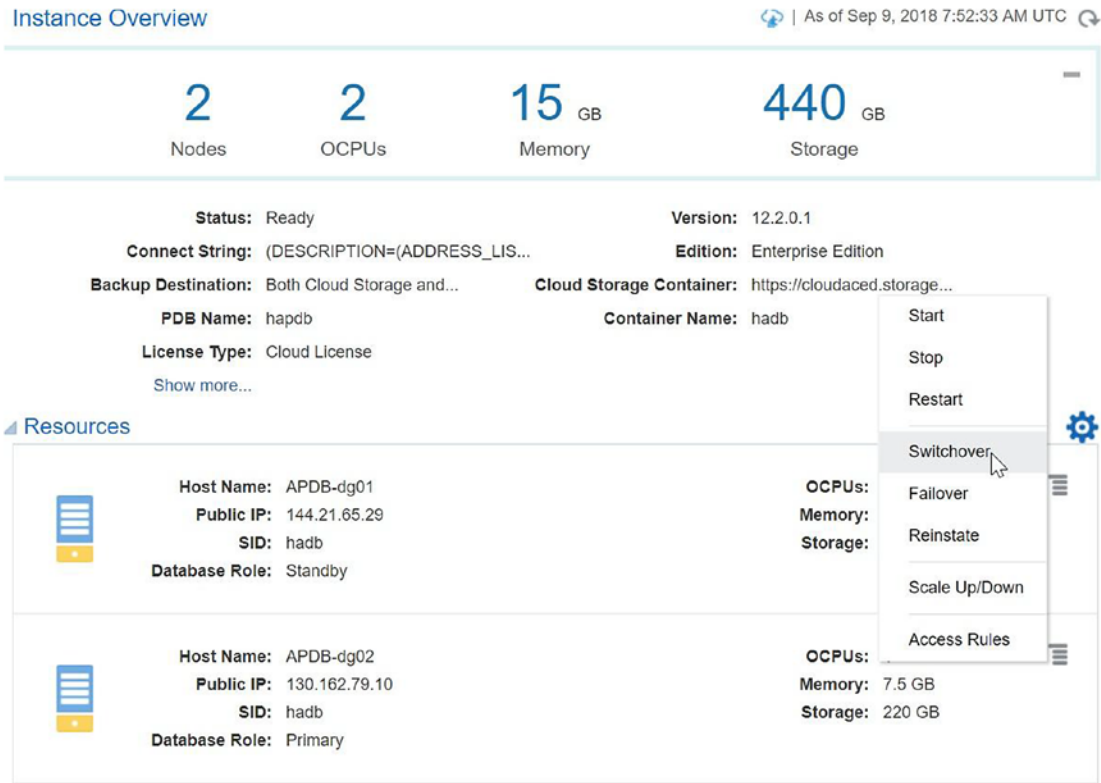 Instance Overview
| As of Sep 9, 2018 7:52:33 AM UTC
2 2 15 GB 440 GB
Nodes OCPUs Memory Storage
Status: Ready Version: 12.2.0.1
Connect String: (DESCRIPTION=(ADDRESS_LIS... Edition: Enterprise Edition
Backup Destination: Both Cloud Storage and... Cloud Storage Container: https://cloudaced.storage...
PDB Name: hapdb Container Name: hadb
License Type: Cloud License
Show more...
Start
Stop
Restart
Switchover
Failover
Reinstate
Scale Up/Down
Access Rules
Resources
Host Name: APDB-dg01 OCPUs:
Public IP: 144.21.65.29 Memory:
SID: hadb Storage:
Database Role: Standby
Host Name: APDB-dg02 OCPUs:
Public IP: 130.162.79.10 Memory: 7.5 GB
SID: hadb Storage: 220 GB
Database Role: Primary